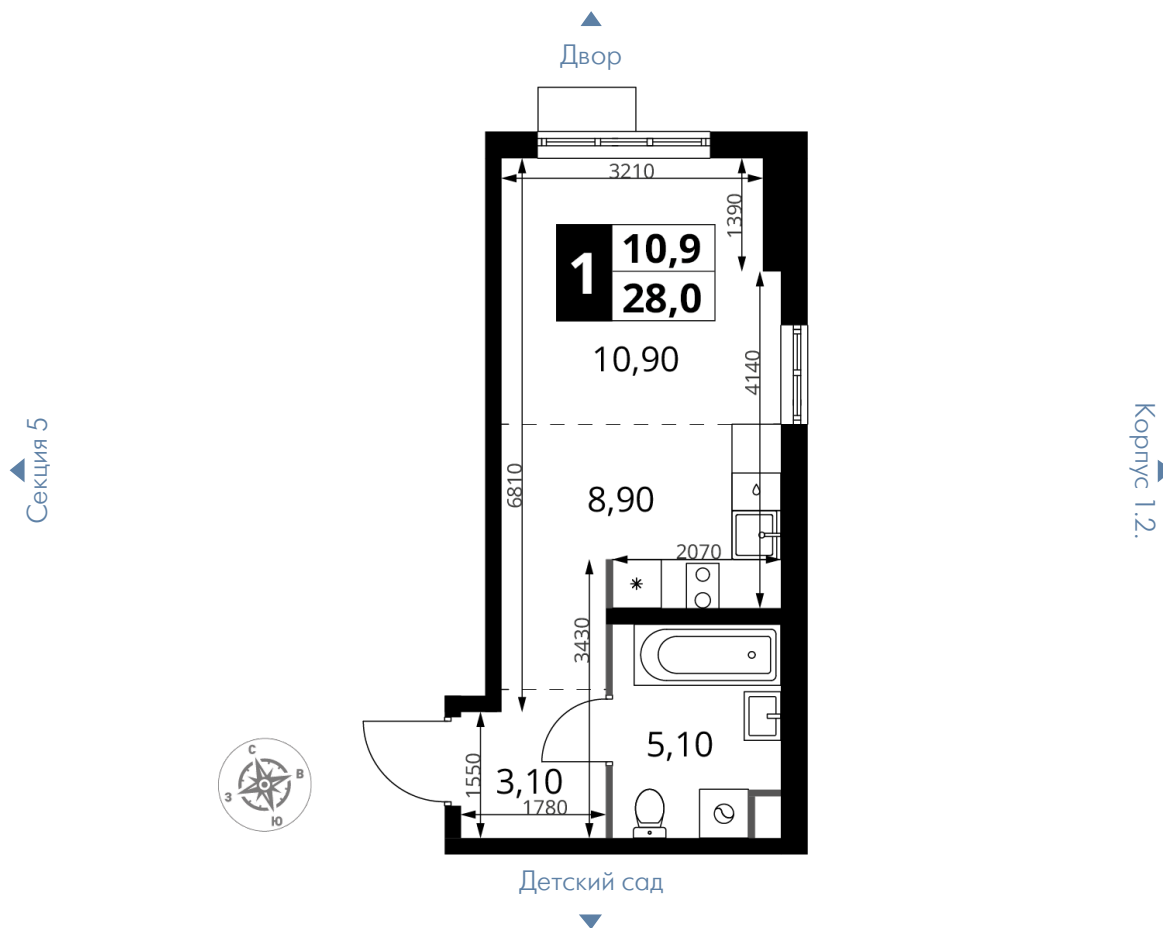 Двор
3210
1390
1
10,9
28,0
10,90
4140
Секция 5
Корпус 1.2.
6810
8,90
2070
3430
5,10
1550
3,10
1780
С
В
З
Ю
Детский сад